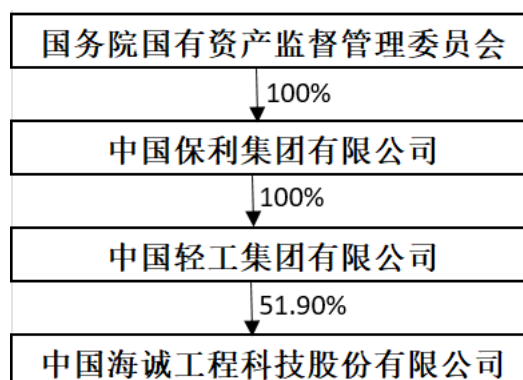 国务院国有资产监督管理委员会
100%
中国保利集团有限公司
100%
中国轻工集团有限公司
51.90%
中国海诚工程科技股份有限公司